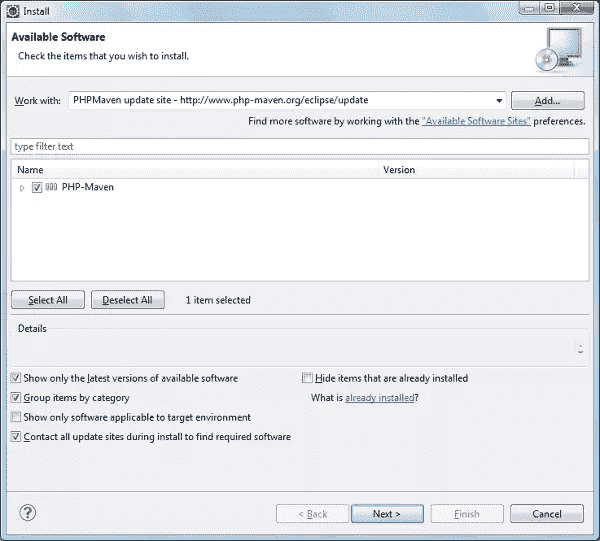 Install
Available Software
Check the items that you wish to install.
Work with: PHPMaven update site - http://www.php-maven.org/eclipse/update Add...
Find more software by working with the "Available Software Sites" preferences.
type filter text
Name Version
PHP-Maven
Select All Deselect All 1 item selected
Details
Show only the latest versions of available software Hide items that are already installed
Group items by category What is already installed?
Show only software applicable to target environment
Contact all update sites during install to find required software
? < Back Next > Finish Cancel